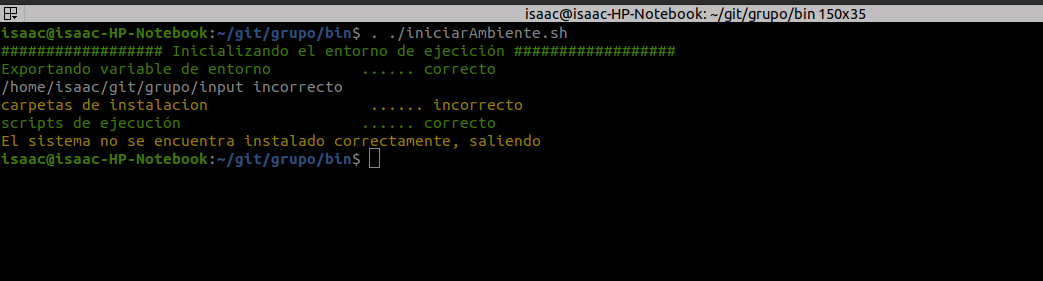 isaac@isaac-HP-Notebook: ~/git/grupo/bin 150x35
isaac@isaac-HP-Notebook:~/git/grupo/bin$ . ./iniciarAmbiente.sh
################## Inicializando el entorno de ejecición ##################
Exportando variable de entorno          ...... correcto
/home/isaac/git/grupo/input incorrecto
carpetas de instalacion                  ...... incorrecto
scripts de ejecución                    ...... correcto
El sistema no se encuentra instalado correctamente, saliendo
isaac@isaac-HP-Notebook:~/git/grupo/bin$